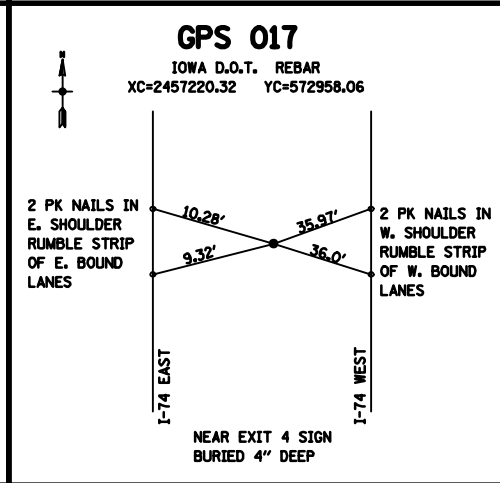 GPS 017
IOWA D.O.T. REBAR
XC=2457220.32 YC=572958.06
N
2 PK NAILS IN
E. SHOULDER
RUMBLE STRIP
OF E. BOUND
LANES
10.28'
9.32'
35.97'
36.0'
2 PK NAILS IN
W. SHOULDER
RUMBLE STRIP
OF W. BOUND
LANES
I-74 EAST
I-74 WEST
NEAR EXIT 4 SIGN
BURIED 4" DEEP